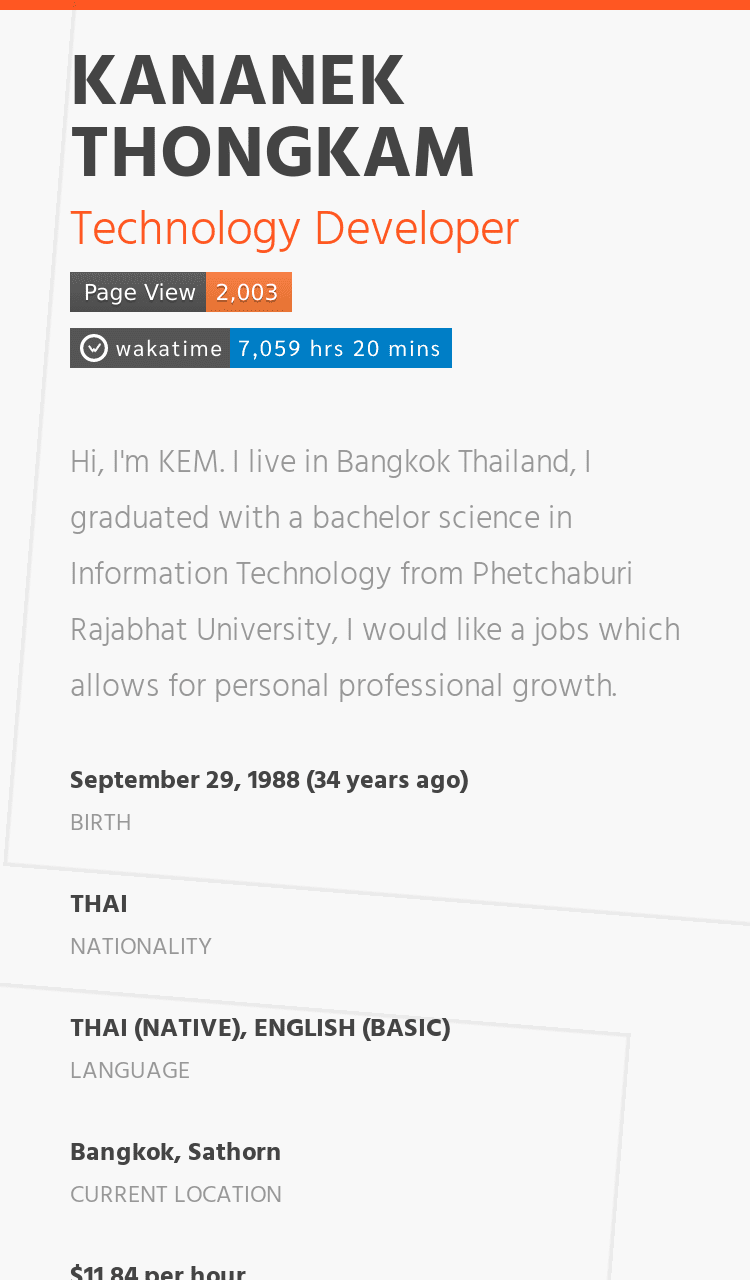 KANANEK
THONGKAM
Technology Developer
Page View 2,003
wakatime 7,059 hrs 20 mins
Hi, I'm KEM. I live in Bangkok Thailand, I
graduated with a bachelor science in
Information Technology from Phetchaburi
Rajabhat University, I would like a jobs which
allows for personal professional growth.
September 29, 1988 (34 years ago)
BIRTH
THAI
NATIONALITY
THAI (NATIVE), ENGLISH (BASIC)
LANGUAGE
Bangkok, Sathorn
CURRENT LOCATION
$11.84 per hour